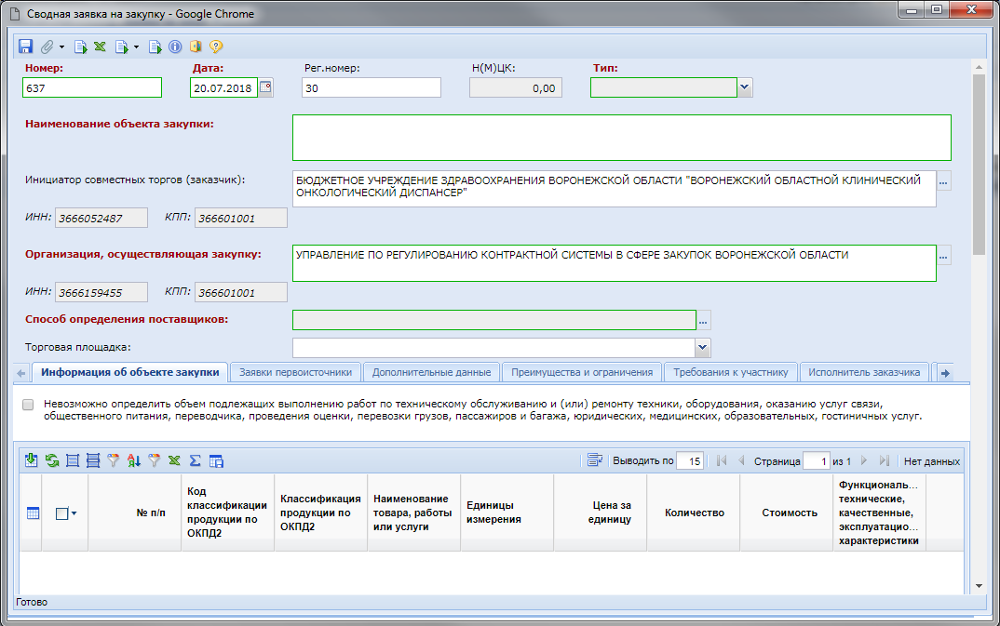 Сводная заявка на закупку - Google Chrome
Номер: Дата: Рег.номер: Н(М)ЦК: Тип:
637 20.07.2018 30 0,00
Наименование объекта закупки:
Инициатор совместных торгов (заказчик): БЮДЖЕТНОЕ УЧРЕЖДЕНИЕ ЗДРАВООХРАНЕНИЯ ВОРОНЕЖСКОЙ ОБЛАСТИ "ВОРОНЕЖСКИЙ ОБЛАСТНОЙ КЛИНИЧЕСКИЙ
ОНКОЛОГИЧЕСКИЙ ДИСПАНСЕР"
...
ИНН: 3666052487 КПП: 366601001
Организация, осуществляющая закупку: УПРАВЛЕНИЕ ПО РЕГУЛИРОВАНИЮ КОНТРАКТНОЙ СИСТЕМЫ В СФЕРЕ ЗАКУПОК ВОРОНЕЖСКОЙ ОБЛАСТИ
...
ИНН: 3666159455 КПП: 366601001
Способ определения поставщиков: ...
Торговая площадка:
Информация об объекте закупки Заявки первоисточники Дополнительные данные Преимущества и ограничения Требования к участнику Исполнитель заказчика
Невозможно определить объем подлежащих выполнению работ по техническому обслуживанию и (или) ремонту техники, оборудования, оказанию услуг связи,
общественного питания, переводчика, проведения оценки, перевозки грузов, пассажиров и багажа, юридических, медицинских, образовательных, гостиничных услуг.
Выводить по 15 Страница 1 из 1 Нет данных
№ п/п
Код
классификации
продукции по
ОКПД2
Классификация
продукции по
ОКПД2
Наименование
товара, работы
или услуги
Единицы
измерения
Цена за
единицу
Количество
Стоимость
Функциональ...
технические,
качественные,
эксплуатацио...
характеристики
Готово